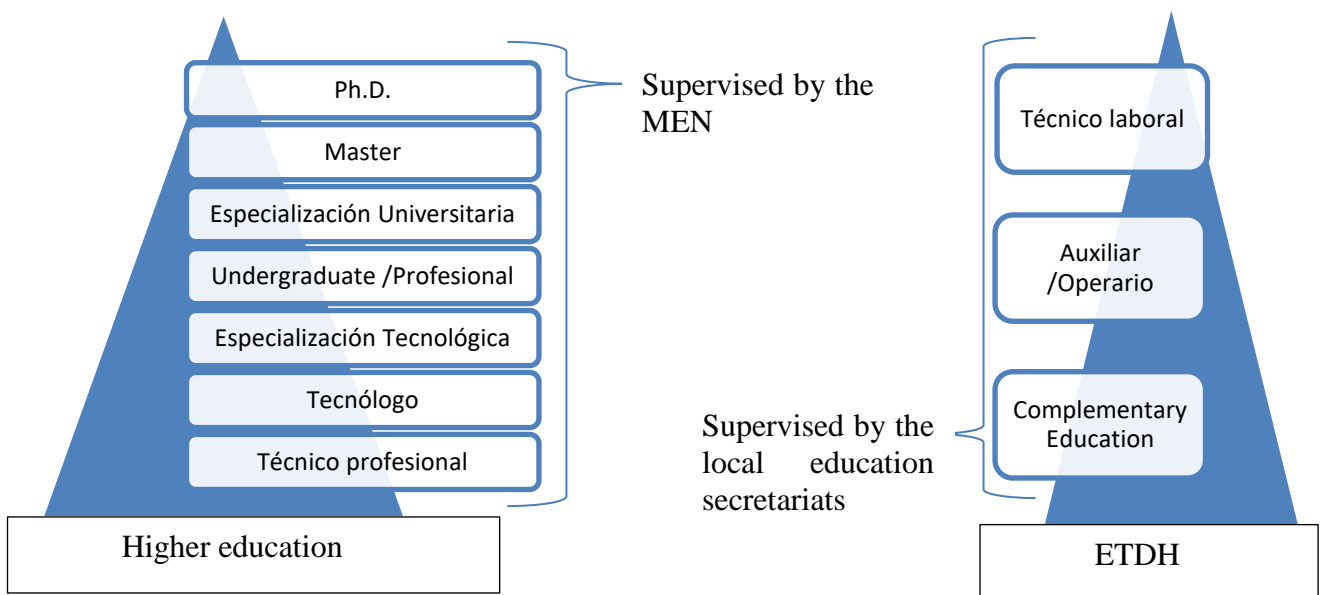 Ph.D.
Master
Especialización Universitaria
Undergraduate /Profesional
Especialización Tecnológica
Tecnólogo
Técnico profesional
Higher education
Supervised by the
MEN
Supervised by the
local education
secretariats
Técnico laboral
Auxiliar
/Operario
Complementary
Education
ETDH